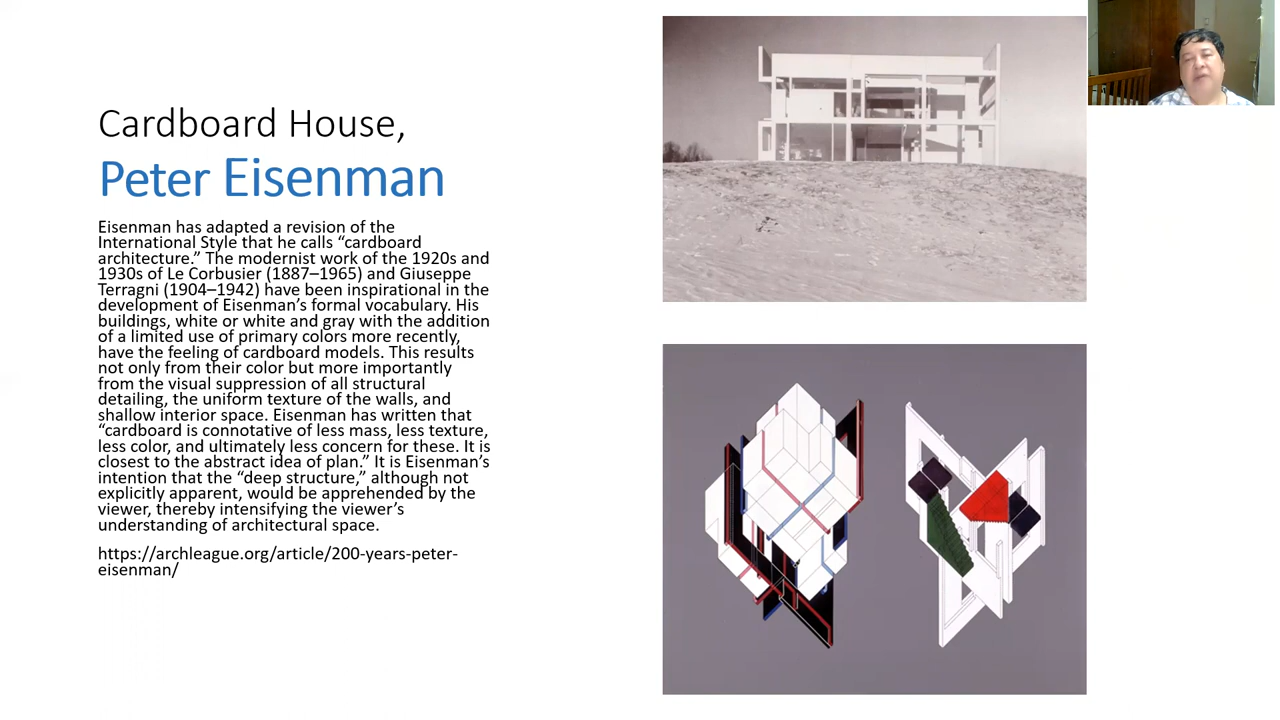 Cardboard House,
Peter Eisenman
Eisenman has adapted a revision of the
International Style that he calls “cardboard
architecture.” The modernist work of the 1920s and
1930s of Le Corbusier (1887–1965) and Giuseppe
Terragni (1904–1942) have been inspirational in the
development of Eisenman’s formal vocabulary. His
buildings, white or white and gray with the addition
of a limited use of primary colors more recently,
have the feeling of cardboard models. This results
not only from their color but more importantly
from the visual suppression of all structural
detailing, the uniform texture of the walls, and
shallow interior space. Eisenman has written that
“cardboard is connotative of less mass, less texture,
less color, and ultimately less concern for these. It is
closest to the abstract idea of plan.” It is Eisenman’s
intention that the “deep structure,” although not
explicitly apparent, would be apprehended by the
viewer, thereby intensifying the viewer’s
understanding of architectural space.
https://archleague.org/article/200-years-peter-
eisenman/